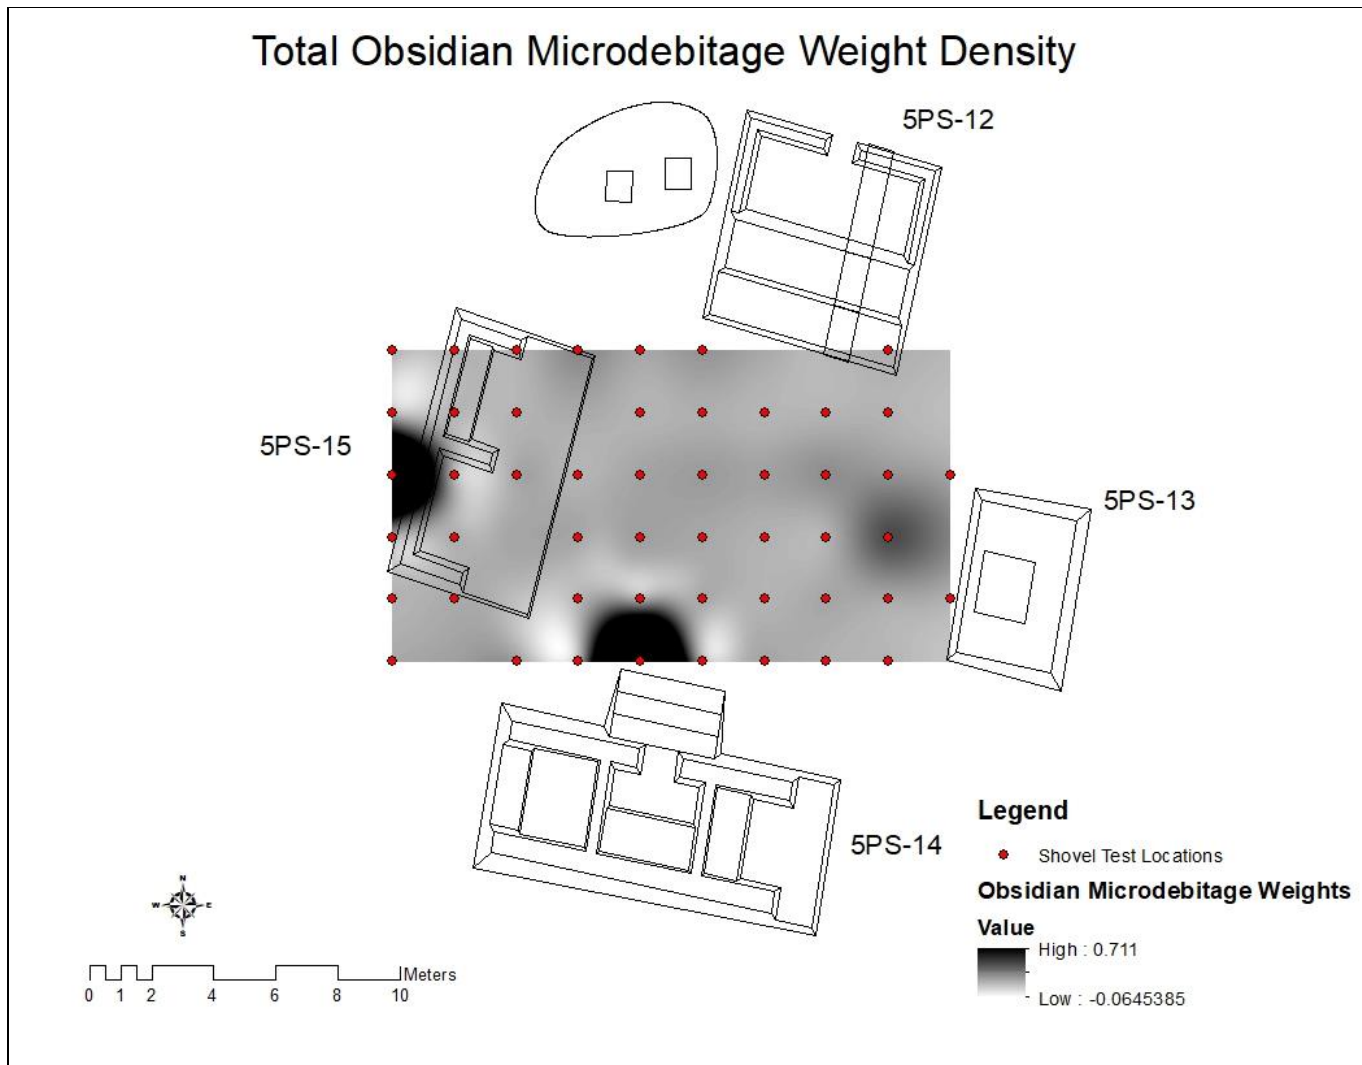 Total Obsidian Microdebitage Weight Density
5PS-12
5PS-15
5PS-13
5PS-14
Legend
Shovel Test Locations
Obsidian Microdebitage Weights
Value
High : 0.711
Low : -0.0645385
N
W E
S
Meters
0 1 2 4 6 8 10